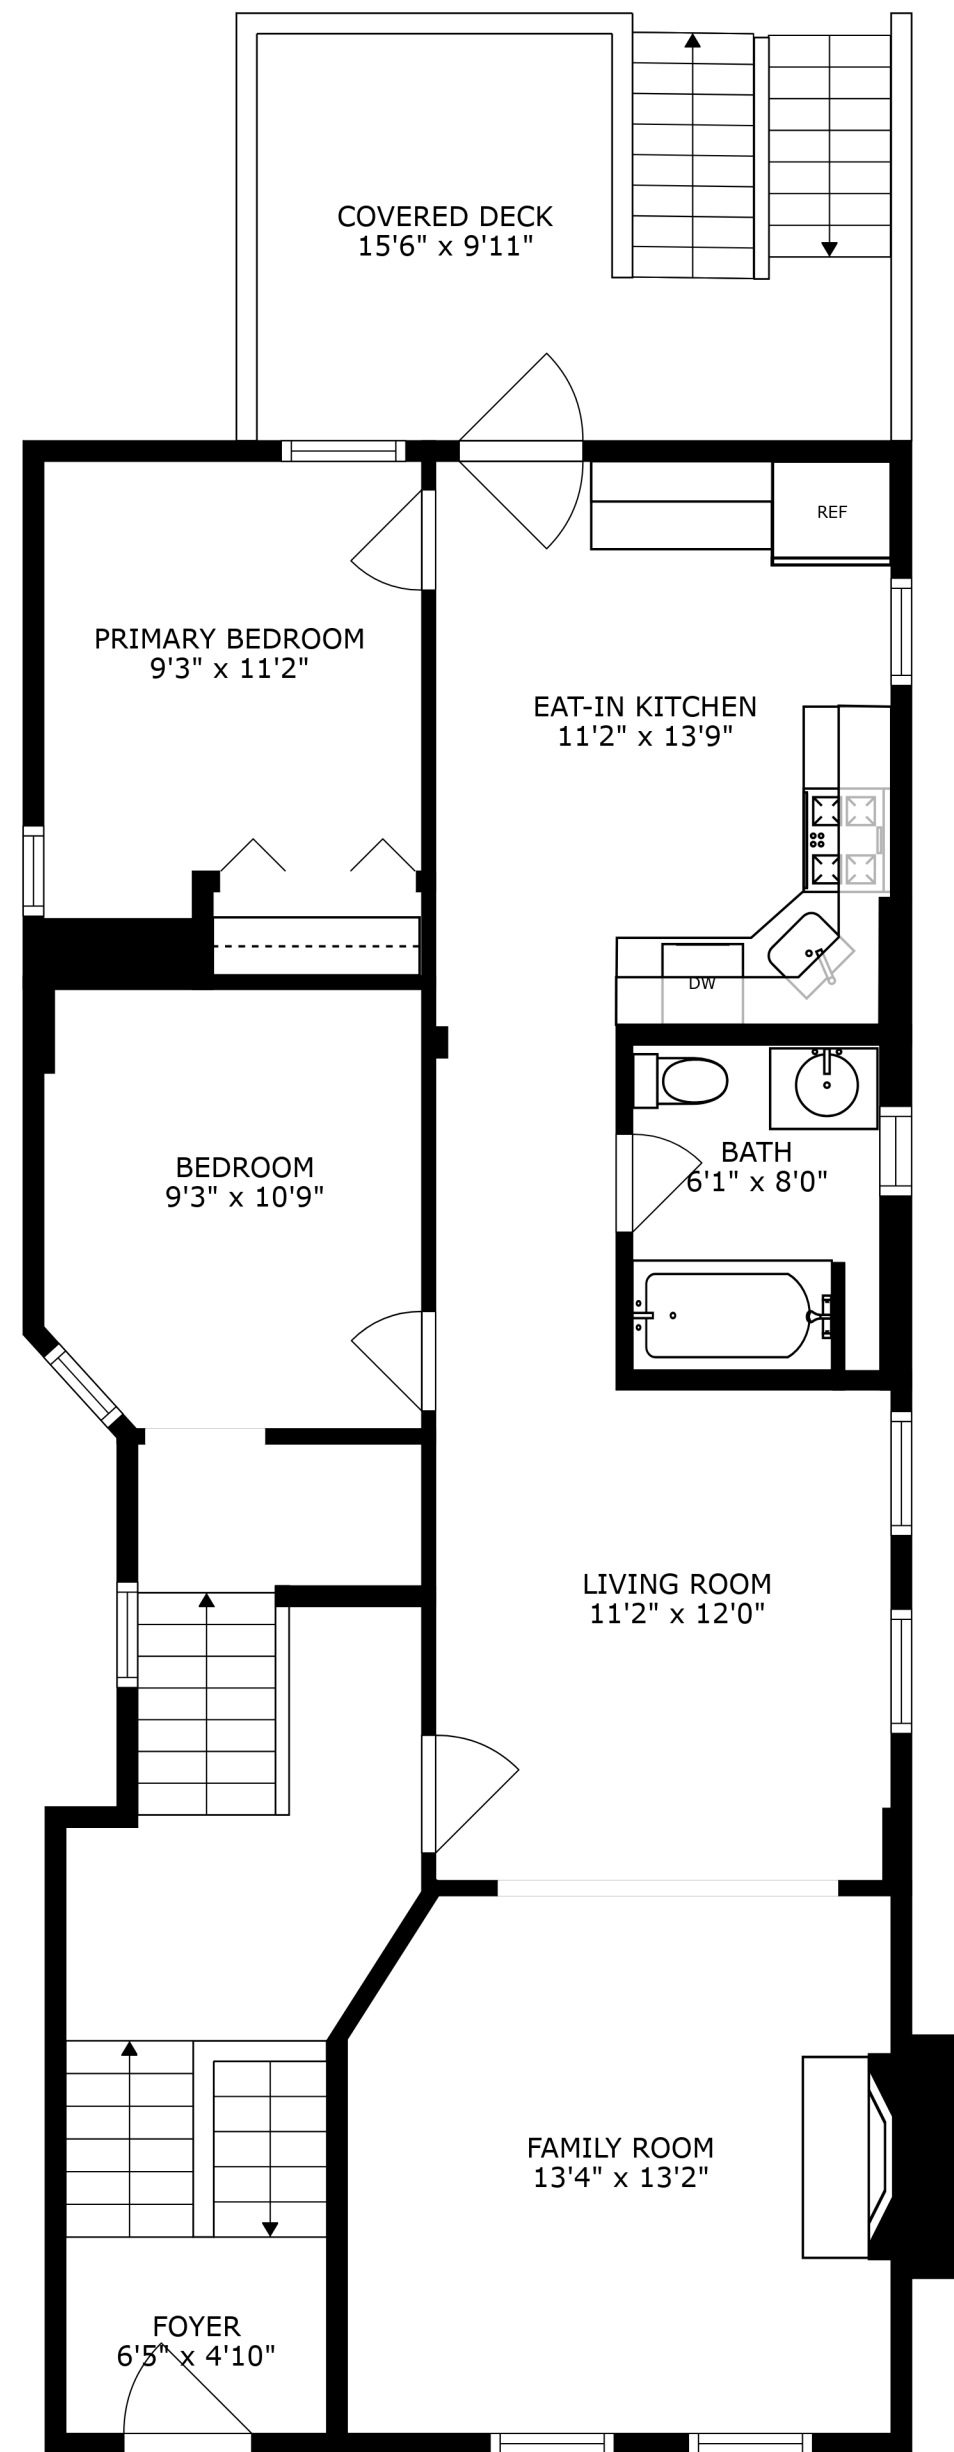 COVERED DECK
15'6" x 9'11"
REF
PRIMARY BEDROOM
9'3" x 11'2"
EAT-IN KITCHEN
11'2" x 13'9"
DW
BATH
6'1" x 8'0"
BEDROOM
9'3" x 10'9"
LIVING ROOM
11'2" x 12'0"
FAMILY ROOM
13'4" x 13'2"
FOYER
6'5" x 4'10"